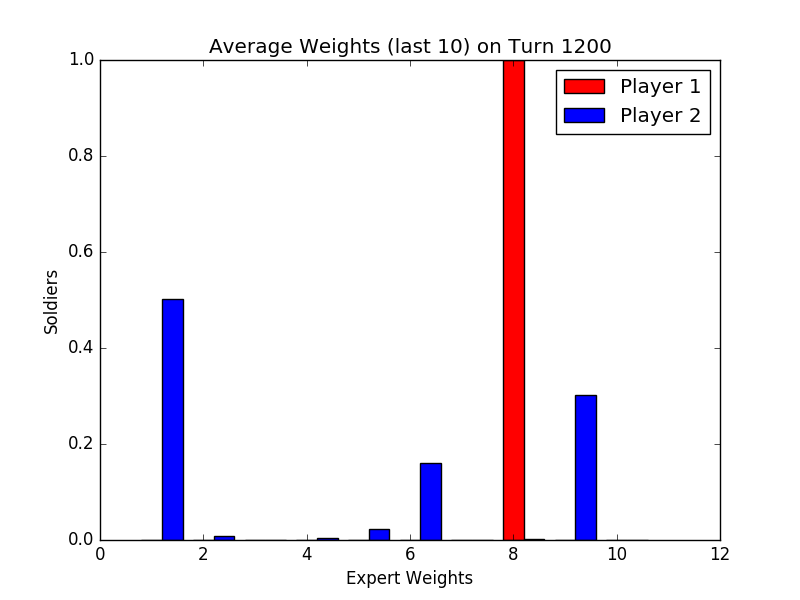 Average Weights (last 10) on Turn 1200
1.0
0.8
0.6
0.4
0.2
0.0
Soldiers
Player 1
Player 2
0 2 4 6 8 10 12
Expert Weights